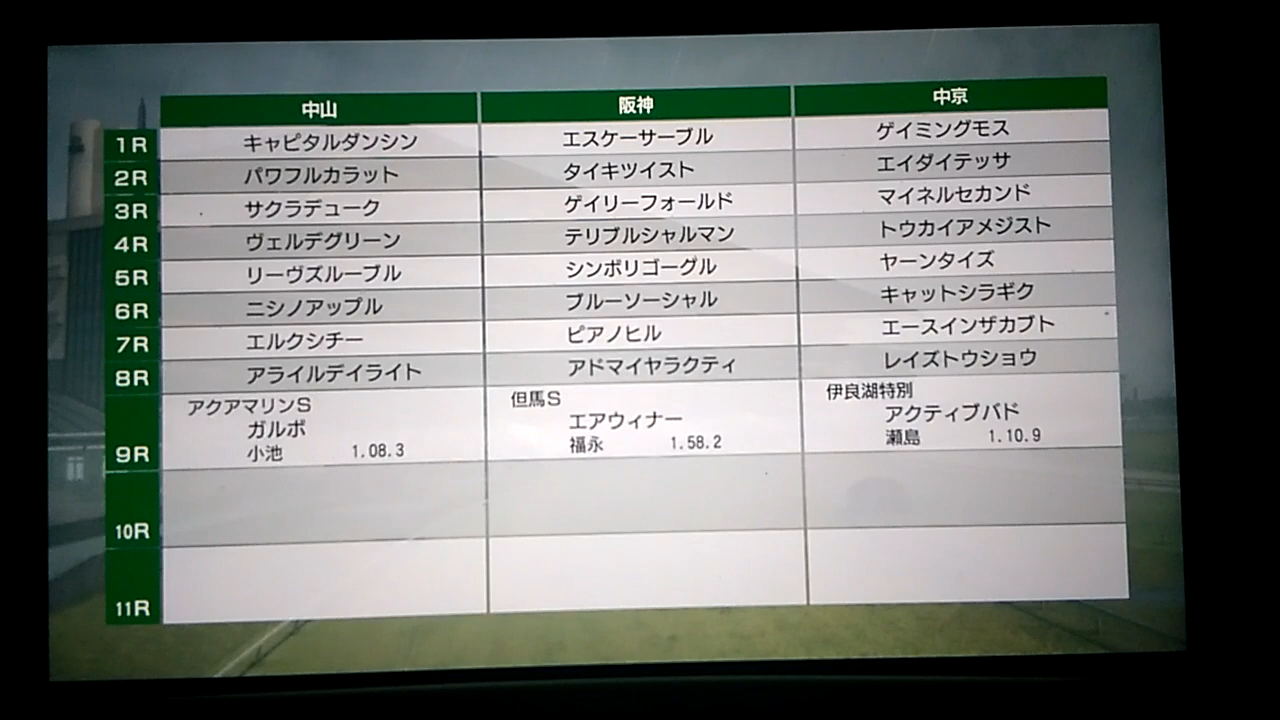 中山 阪神 中京
1R キャピタルダンシン エスケーサーブル ゲイミングモス
2R パワフルカラット タイキツイスト エイダイテッサ
3R サクラデューク ゲイリーフォールド マイネルセカンド
4R ヴェルデグリーン テリブルシャルマン トウカイアメジスト
5R リーヴズルーブル シンボリゴーグル ヤーンタイズ
6R ニシノアップル ブルーソーシャル キャットシラギク
7R エルクシチー ピアノヒル エースインザカブト
8R アライルデイライト アドマイヤラクティ レイズトウショウ
アクアマリンS 但馬S 伊良湖特別
ガルボ エアウィナー アクティブバド
9R 小池 1.08.3 福永 1.58.2 瀬島 1.10.9
10R
11R